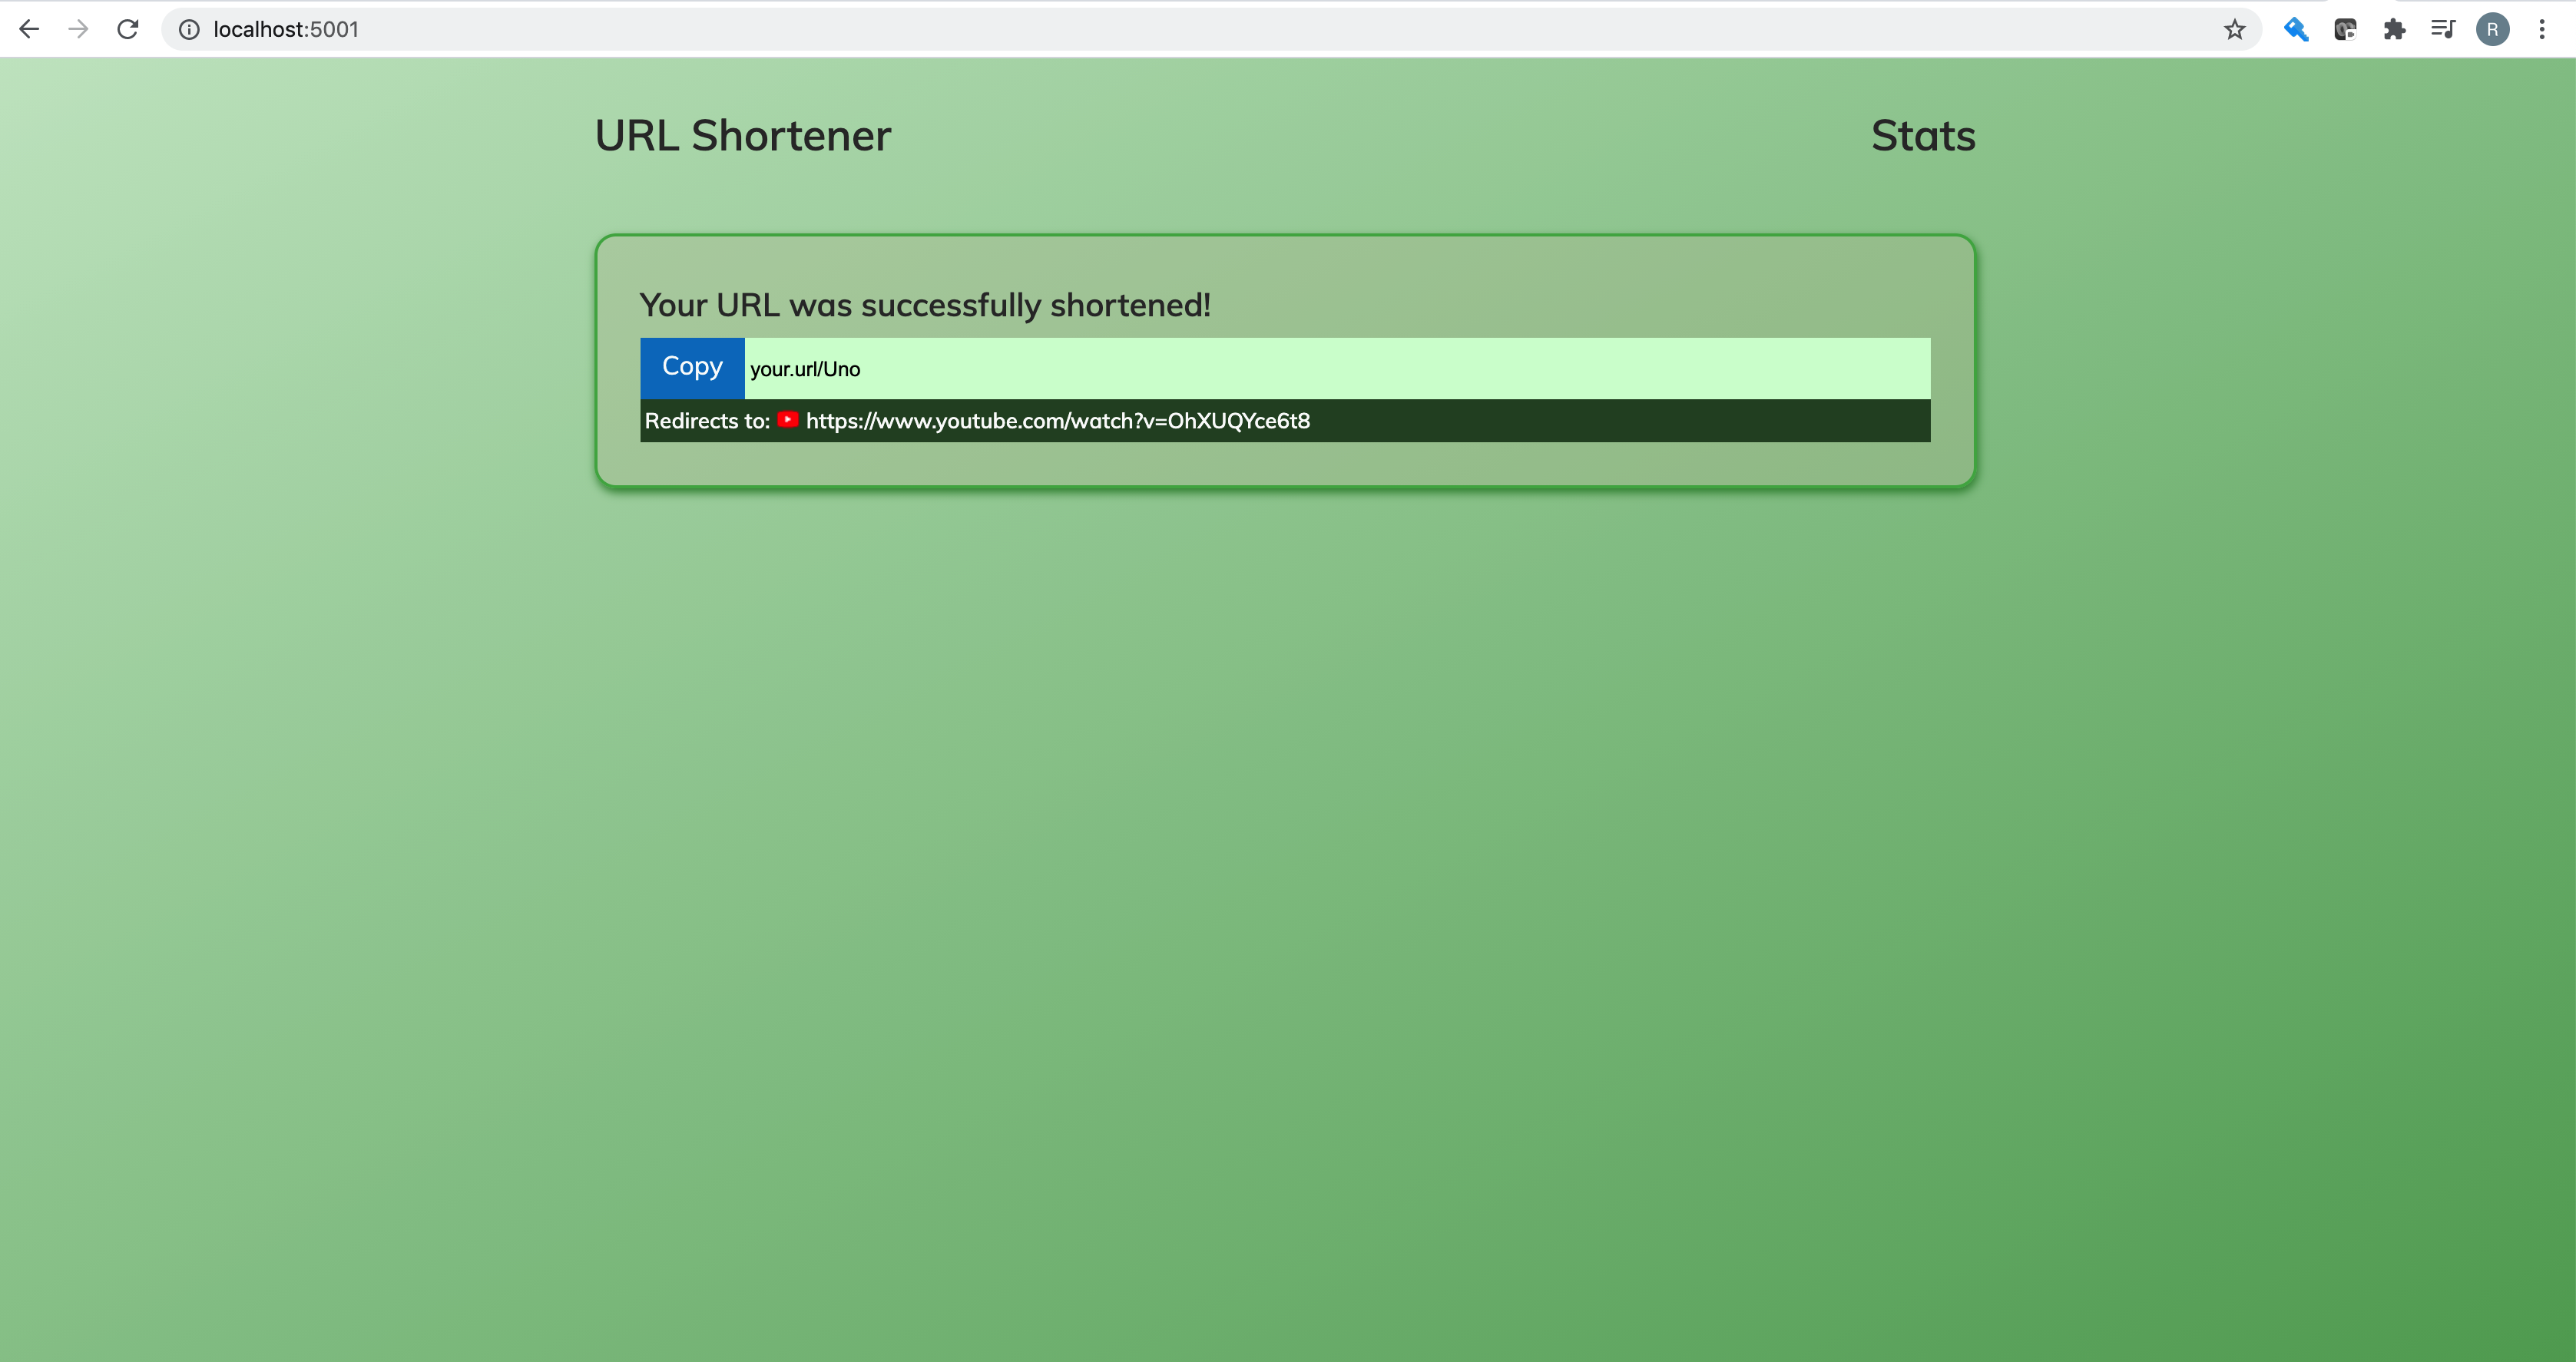 localhost:5001
R
URL Shortener
Stats
Your URL was successfully shortened!
Copy your.url/Uno
Redirects to: https://www.youtube.com/watch?v=OhXUQYce6t8